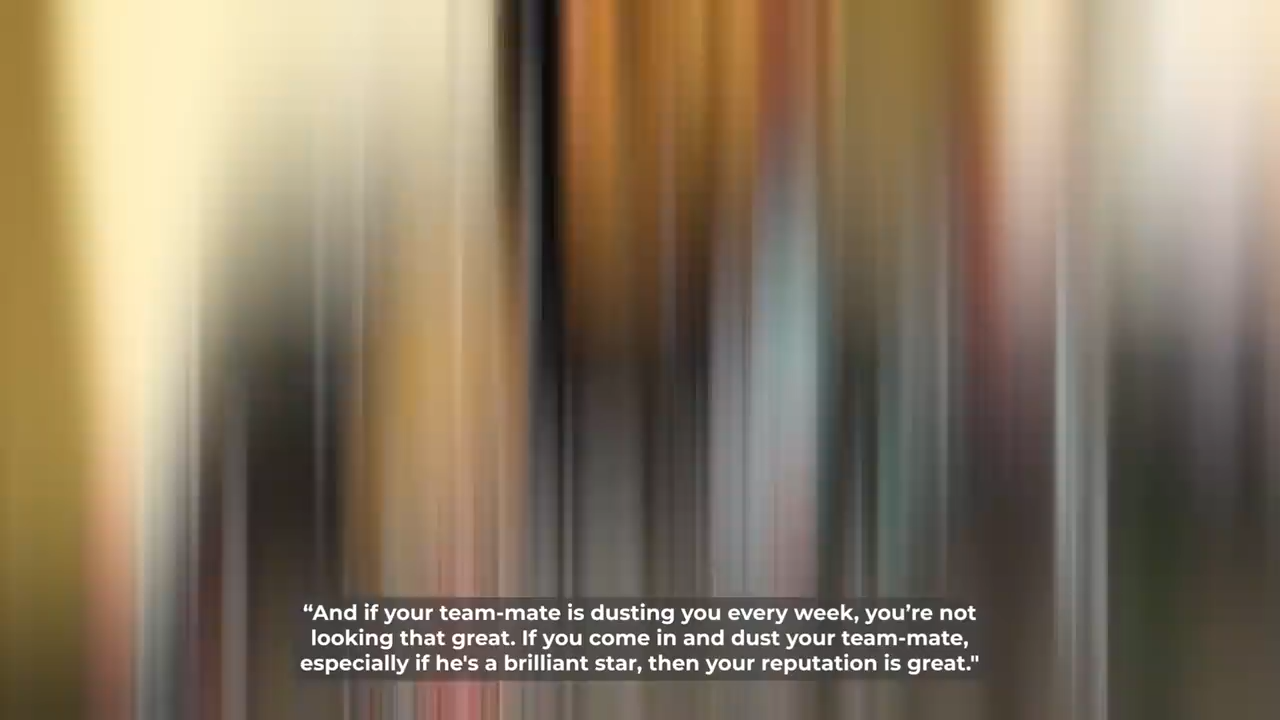 “And if your team-mate is dusting you every week, you’re not
looking that great. If you come in and dust your team-mate,
especially if he's a brilliant star, then your reputation is great."